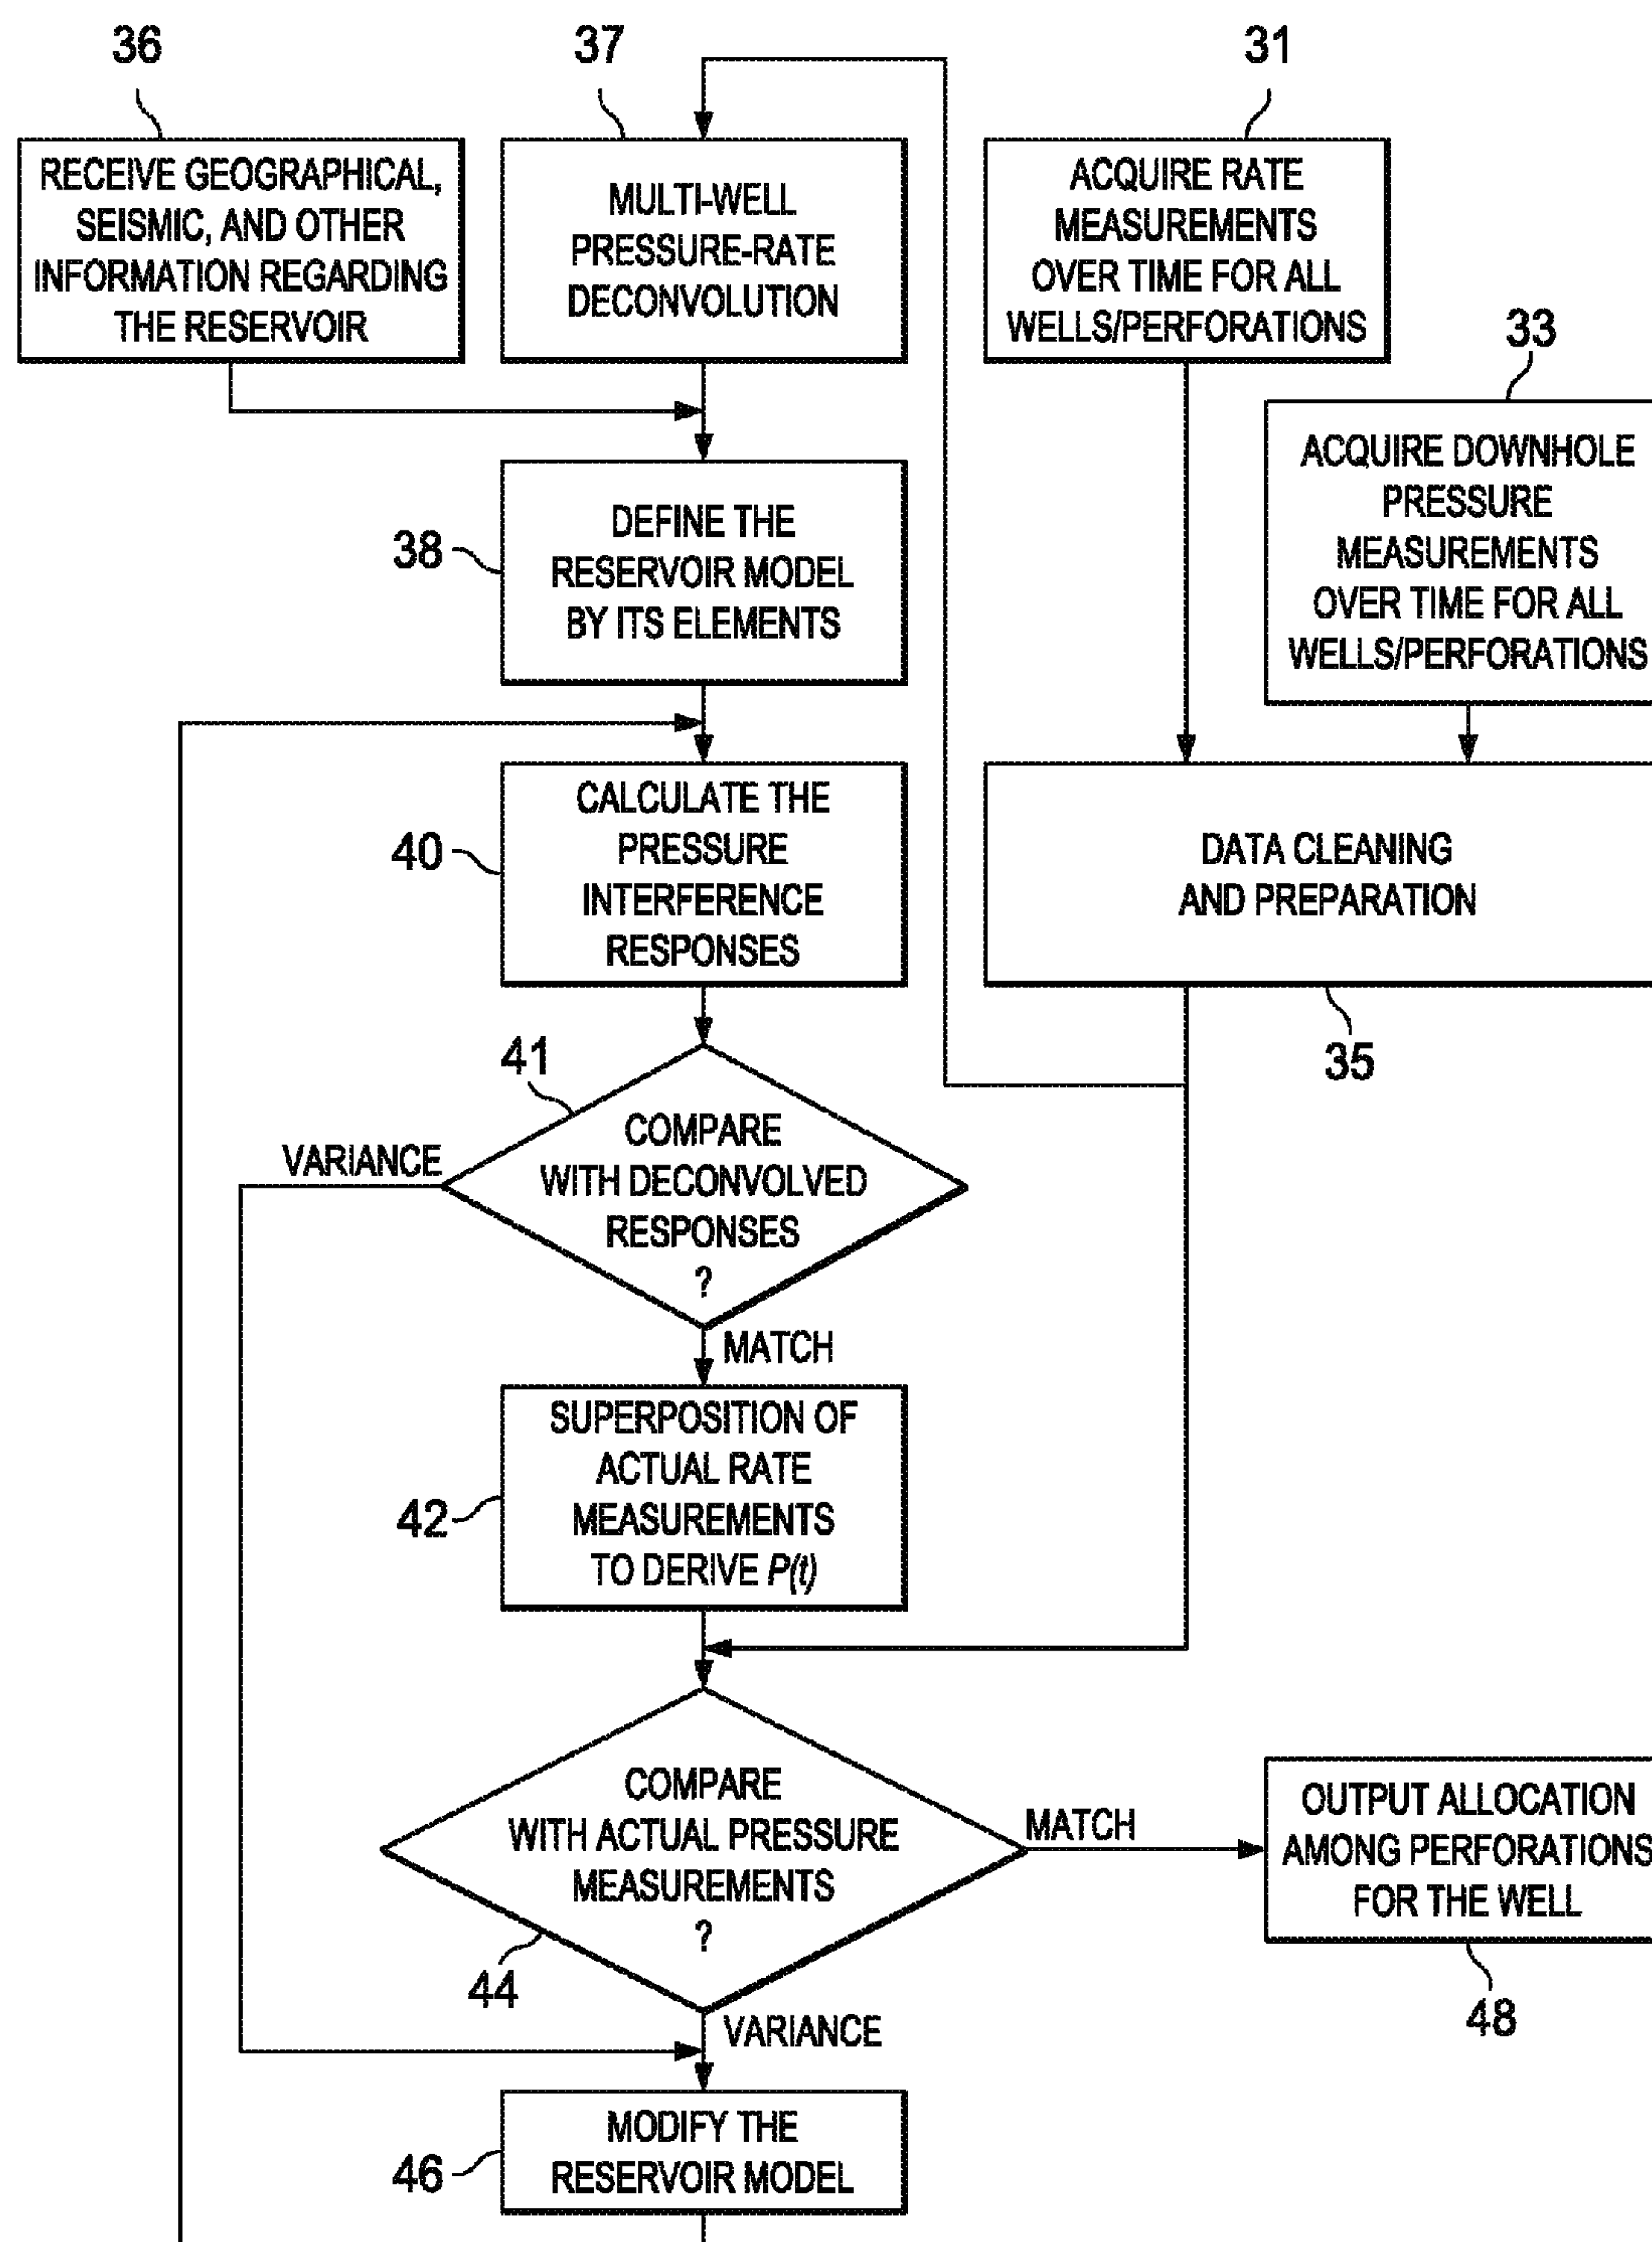 36
RECEIVE GEOGRAPHICAL,
SEISMIC, AND OTHER
INFORMATION REGARDING
THE RESERVOIR
37
MULTI-WELL
PRESSURE-RATE
DECONVOLUTION
31
ACQUIRE RATE
MEASUREMENTS
OVER TIME FOR ALL
WELLS/PERFORATIONS
33
ACQUIRE DOWNHOLE
PRESSURE
MEASUREMENTS
OVER TIME FOR ALL
WELLS/PERFORATIONS
38
DEFINE THE
RESERVOIR MODEL
BY ITS ELEMENTS
40
CALCULATE THE
PRESSURE
INTERFERENCE
RESPONSES
DATA CLEANING
AND PREPARATION
35
41
COMPARE
WITH DECONVOLVED
RESPONSES
?
VARIANCE
MATCH
42
SUPERPOSITION OF
ACTUAL RATE
MEASUREMENTS
TO DERIVE P(t)
COMPARE
WITH ACTUAL PRESSURE
MEASUREMENTS
?
44
MATCH
OUTPUT ALLOCATION
AMONG PERFORATIONS
FOR THE WELL
48
VARIANCE
46
MODIFY THE
RESERVOIR MODEL